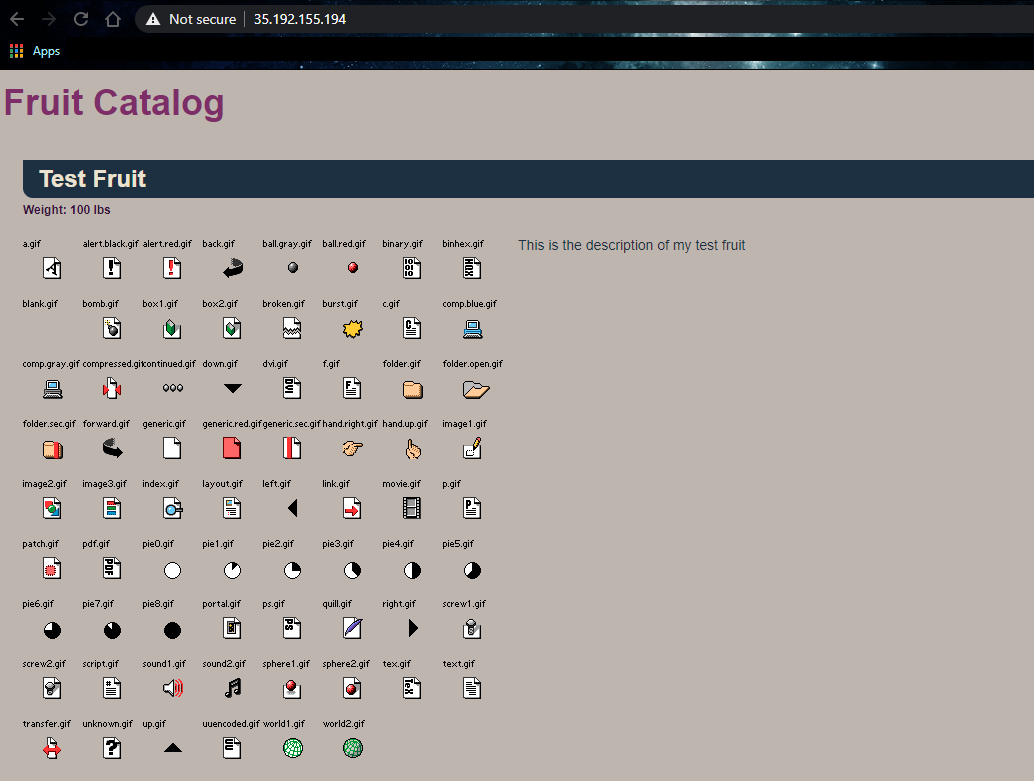 Not secure 35.192.155.194
Apps
Fruit Catalog
Test Fruit
Weight: 100 lbs
a.gif alert.black.gif alert.red.gif back.gif ball.gray.gif ball.red.gif binary.gif binhex.gif
This is the description of my test fruit
blank.gif bomb.gif box1.gif box2.gif broken.gif burst.gif c.gif comp.blue.gif
comp.gray.gif compressed.gif continued.gif down.gif dvi.gif f.gif folder.gif folder.open.gif
folder.sec.gif forward.gif generic.gif generic.red.gif generic.sec.gif hand.right.gif hand.up.gif image1.gif
image2.gif image3.gif index.gif layout.gif left.gif link.gif movie.gif p.gif
patch.gif pdf.gif pie0.gif pie1.gif pie2.gif pie3.gif pie4.gif pie5.gif
pie6.gif pie7.gif pie8.gif portal.gif ps.gif quill.gif right.gif screw1.gif
screw2.gif script.gif sound1.gif sound2.gif sphere1.gif sphere2.gif tex.gif text.gif
transfer.gif unknown.gif up.gif uuencoded.gif world1.gif world2.gif